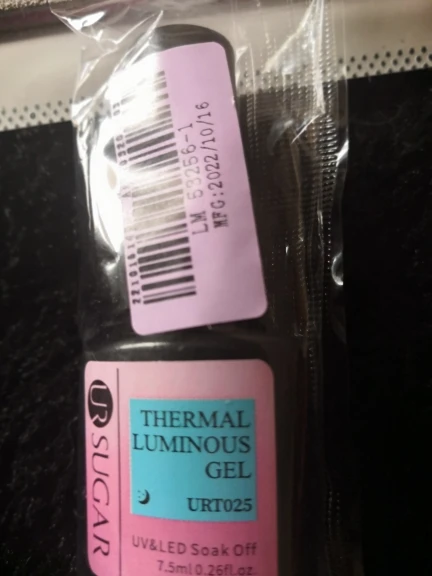 LM 53256-1
MFG:2022/10/16
UR SUGAR
THERMAL
LUMINOUS
GEL
URT025
UV&LED Soak Off
7.5ml 0.26fl.oz.